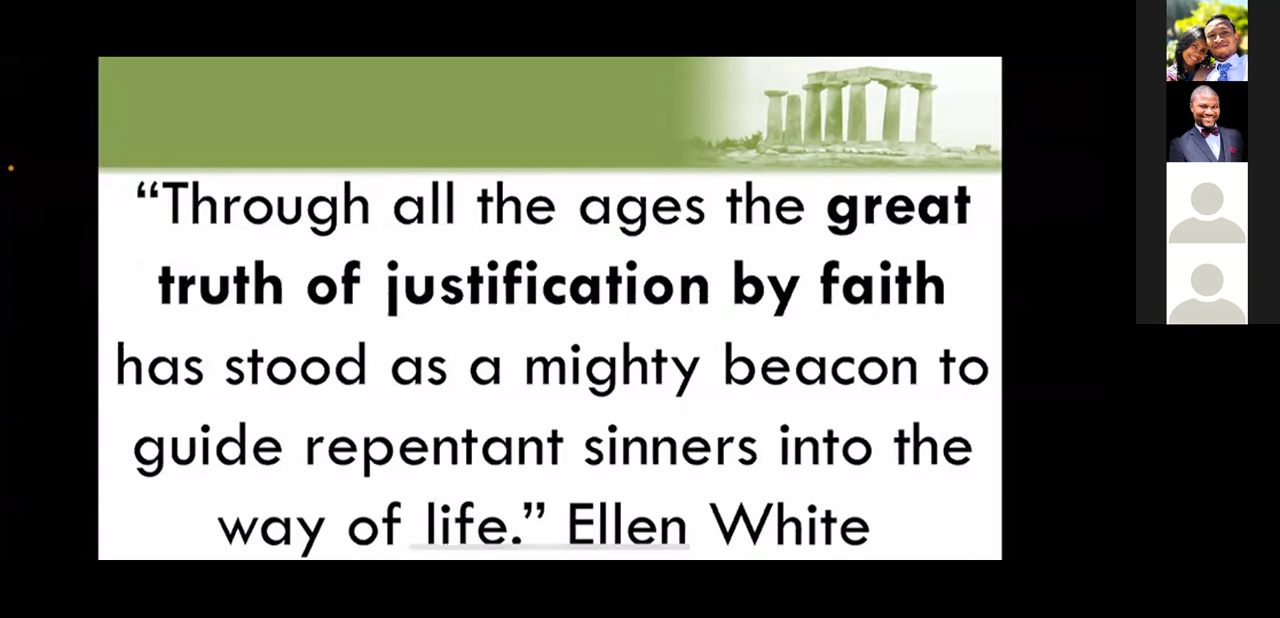 “Through all the ages the great
truth of justification by faith
has stood as a mighty beacon to
guide repentant sinners into the
way of life.” Ellen White